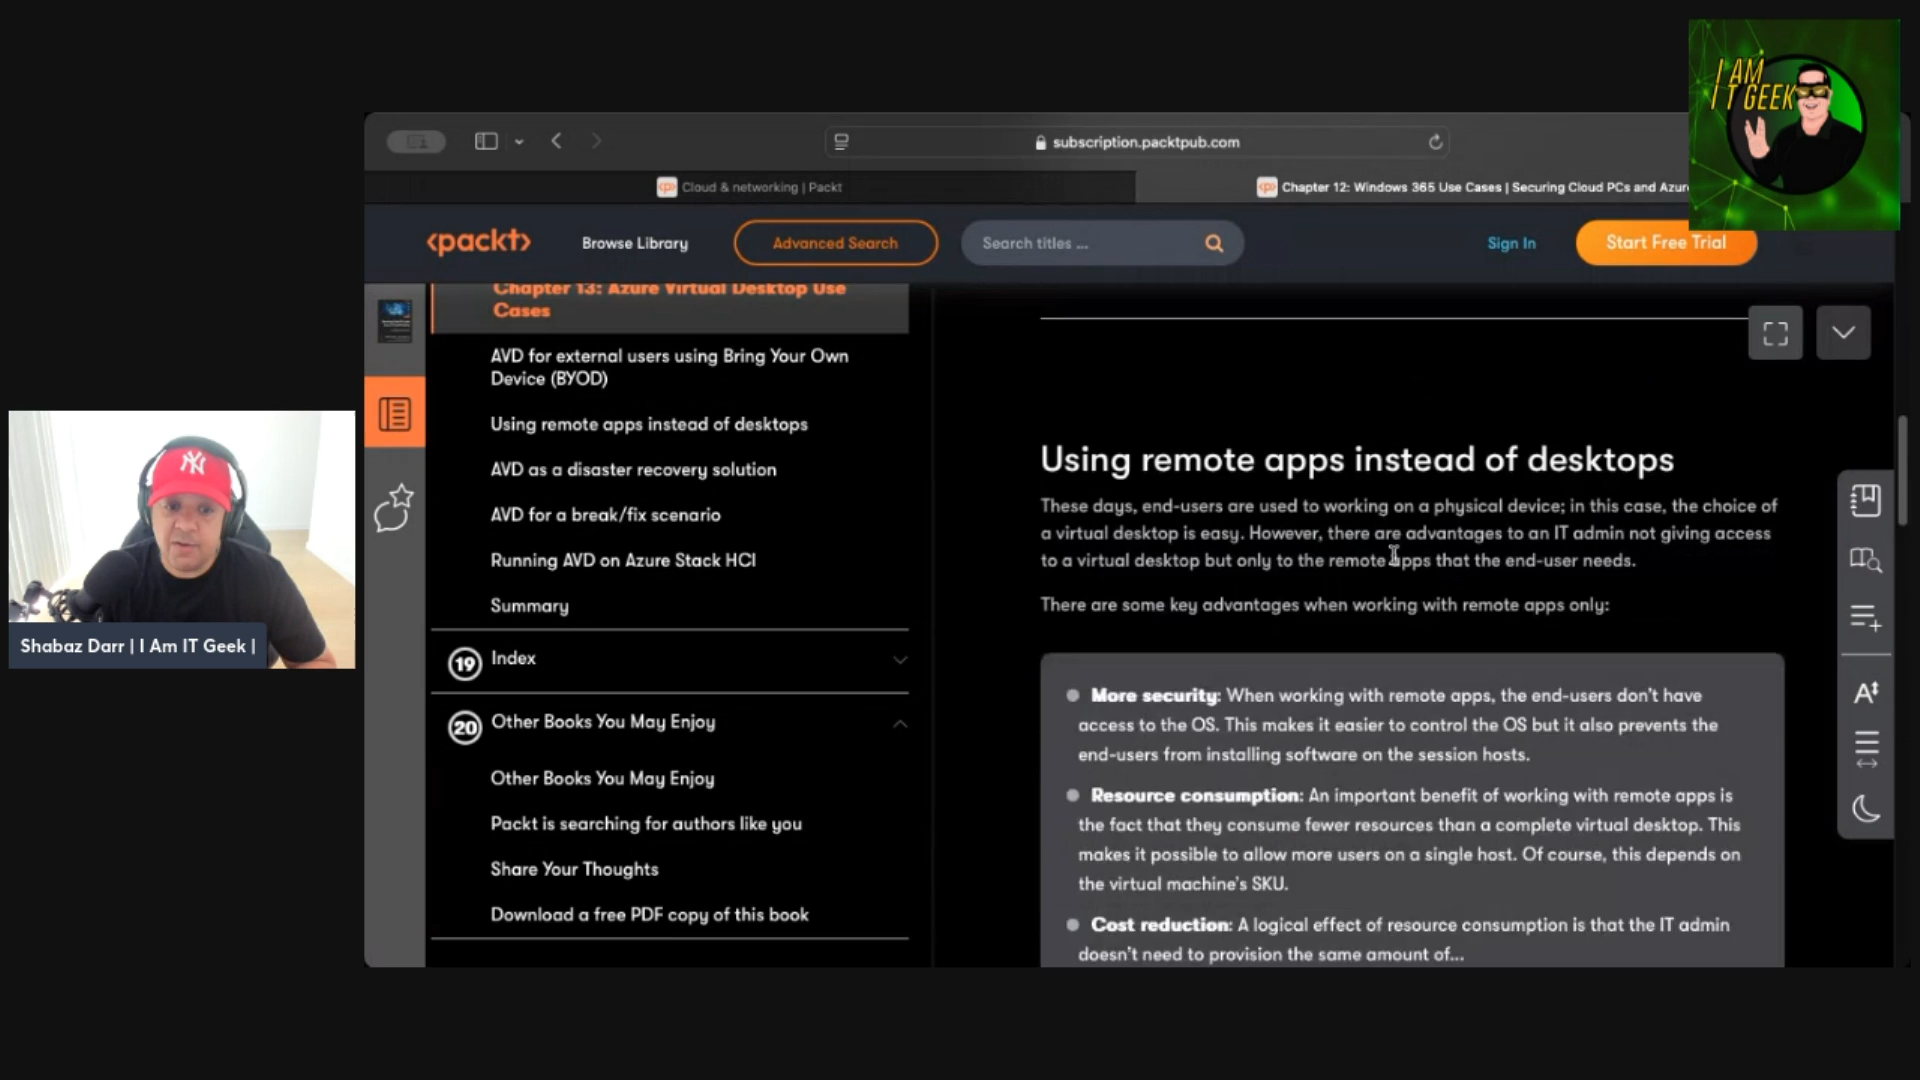 I AM
IT GEEK
subscription.packtpub.com
Cloud & networking | Packt
Chapter 12: Windows 365 Use Cases | Securing Cloud PCs and Azur
<packt>
Browse Library
Advanced Search
Search titles ...
Sign In
Start Free Trial
Chapter 13: Azure Virtual Desktop Use
Cases
AVD for external users using Bring Your Own
Device (BYOD)
Using remote apps instead of desktops
AVD as a disaster recovery solution
AVD for a break/fix scenario
Running AVD on Azure Stack HCI
Summary
19 Index
20 Other Books You May Enjoy
Other Books You May Enjoy
Packt is searching for authors like you
Share Your Thoughts
Download a free PDF copy of this book
Using remote apps instead of desktops
These days, end-users are used to working on a physical device; in this case, the choice of
a virtual desktop is easy. However, there are advantages to an IT admin not giving access
to a virtual desktop but only to the remote apps that the end-user needs.
There are some key advantages when working with remote apps only:
More security: When working with remote apps, the end-users don't have
access to the OS. This makes it easier to control the OS but it also prevents the
end-users from installing software on the session hosts.
Resource consumption: An important benefit of working with remote apps is
the fact that they consume fewer resources than a complete virtual desktop. This
makes it possible to allow more users on a single host. Of course, this depends on
the virtual machine's SKU.
Cost reduction: A logical effect of resource consumption is that the IT admin
doesn't need to provision the same amount of...
NY
Shabaz Darr | I Am IT Geek |